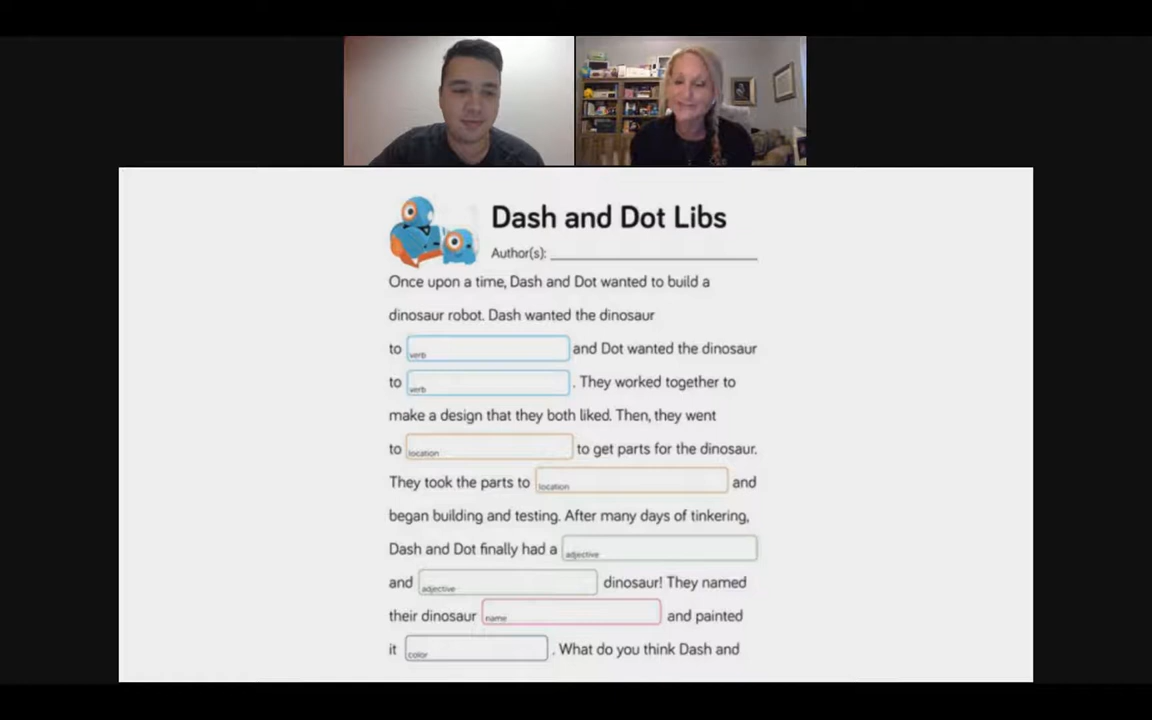 Dash and Dot Libs
Author(s):
Once upon a time, Dash and Dot wanted to build a
dinosaur robot. Dash wanted the dinosaur
to verb and Dot wanted the dinosaur
to verb . They worked together to
make a design that they both liked. Then, they went
to location to get parts for the dinosaur.
They took the parts to location and
began building and testing. After many days of tinkering,
Dash and Dot finally had a adjective
and adjective dinosaur! They named
their dinosaur name and painted
it color . What do you think Dash and